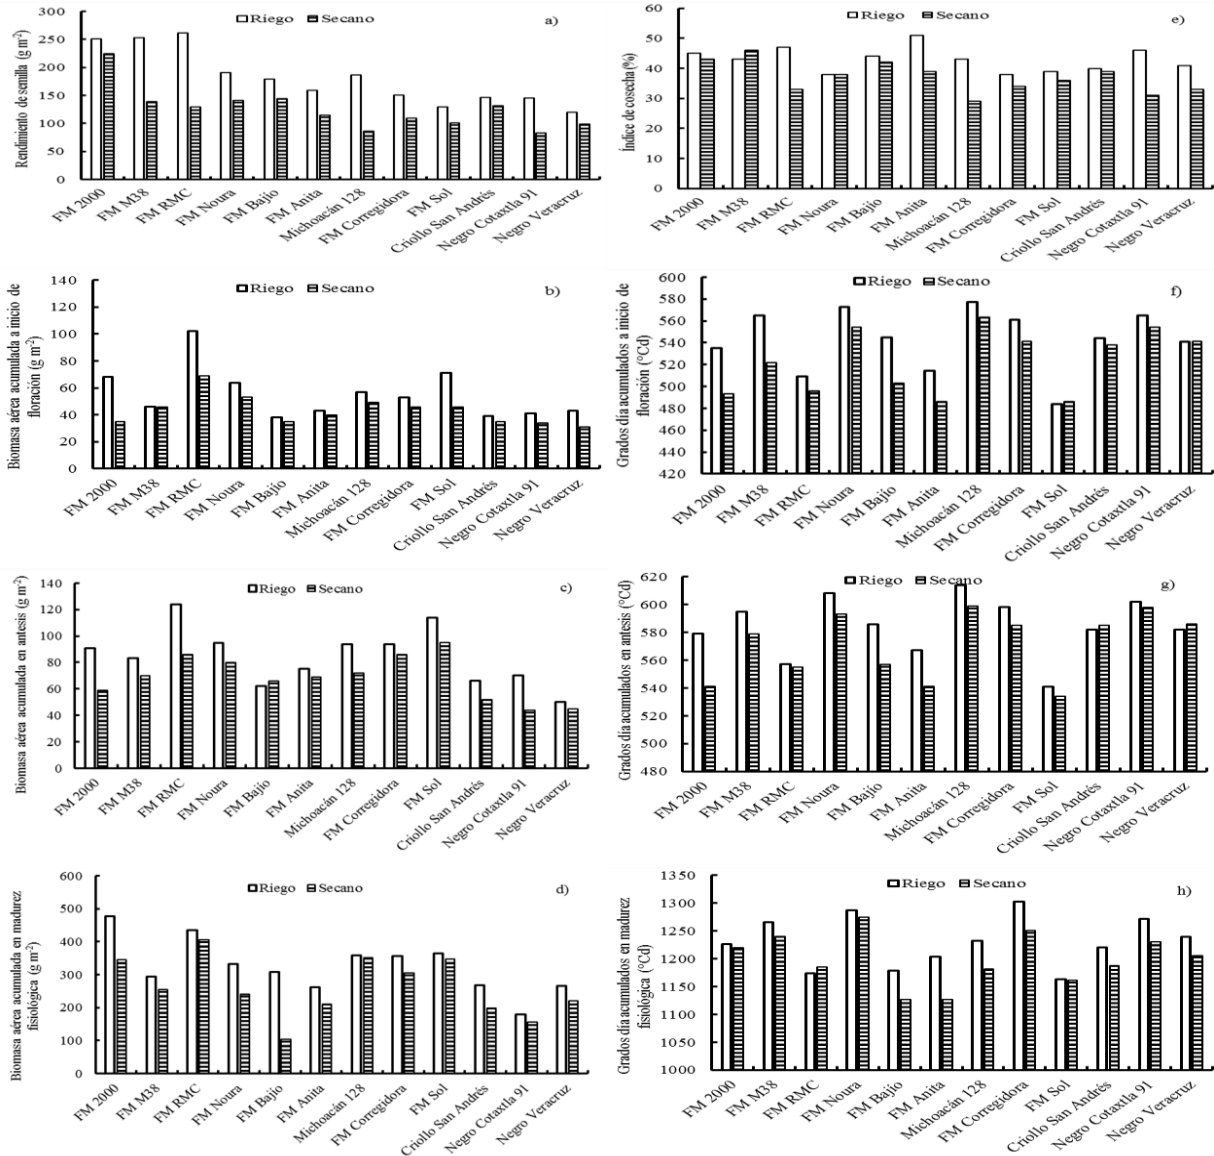 Riego Secano
a)
Rendimiento de semilla (g m-2)
300
250
200
150
100
50
0
FM 2000
FM M38
FM RMC
FM Noura
FM Bajío
FM Anita
Michoacán 128
FM Corregidora
FM Sol
Criollo San Andrés
Negro Cotaxtla 91
Negro Veracruz
Riego Secano
e)
Índice de cosecha (%)
60
50
40
30
20
10
0
FM 2000
FM M38
FM RMC
FM Noura
FM Bajío
FM Anita
Michoacán 128
FM Corregidora
FM Sol
Criollo San Andrés
Negro Cotaxtla 91
Negro Veracruz
Riego Secano
b)
Biomasa aérea acumulada a inicio de
floración (g m-2)
140
120
100
80
60
40
20
0
FM 2000
FM M38
FM RMC
FM Noura
FM Bajío
FM Anita
Michoacán 128
FM Corregidora
FM Sol
Criollo San Andrés
Negro Cotaxtla 91
Negro Veracruz
Riego Secano
f)
Grados día acumulados a inicio de
floración (°Cd)
600
580
560
540
520
500
480
460
440
420
FM 2000
FM M38
FM RMC
FM Noura
FM Bajío
FM Anita
Michoacán 128
FM Corregidora
FM Sol
Criollo San Andrés
Negro Cotaxtla 91
Negro Veracruz
Riego Secano
c)
Biomasa aérea acumulada en antesis (g m-2)
140
120
100
80
60
40
20
0
FM 2000
FM M38
FM RMC
FM Noura
FM Bajío
FM Anita
Michoacán 128
FM Corregidora
FM Sol
Criollo San Andrés
Negro Cotaxtla 91
Negro Veracruz
Riego Secano
g)
Grados día acumulados en antesis (°Cd)
620
600
580
560
540
520
500
480
FM 2000
FM M38
FM RMC
FM Noura
FM Bajío
FM Anita
Michoacán 128
FM Corregidora
FM Sol
Criollo San Andrés
Negro Cotaxtla 91
Negro Veracruz
Riego Secano
d)
Biomasa aérea acumulada en madurez
fisiológica (g m-2)
600
500
400
300
200
100
0
FM 2000
FM M38
FM RMC
FM Noura
FM Bajío
FM Anita
Michoacán 128
FM Corregidora
FM Sol
Criollo San Andrés
Negro Cotaxtla 91
Negro Veracruz
Riego Secano
h)
Grados día acumulados en madurez
fisiológica (°Cd)
1350
1300
1250
1200
1150
1100
1050
1000
FM 2000
FM M38
FM RMC
FM Noura
FM Bajío
FM Anita
Michoacán 128
FM Corregidora
FM Sol
Criollo San Andrés
Negro Cotaxtla 91
Negro Veracruz